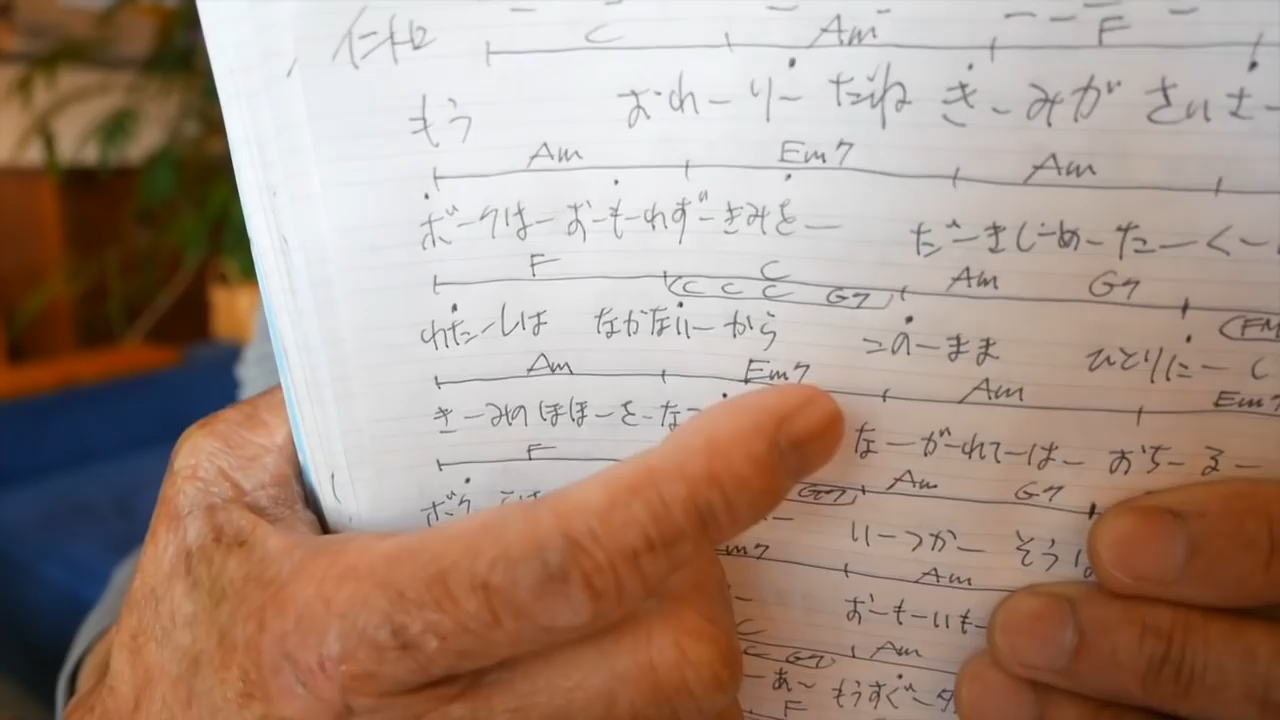 イントロ C Am F
もう おわーりーだね きーみが さいさー
Am Em7 Am
ボークはー おーもーわずーきみをー だーきしーめーたーくー
F C Am G7
C C C G7
わたーしは なかないーから このーまま ひとりにー
Am Em7 Am Em7
きーみのほほーをーなつ なーがーれてーはー おちーるー
F Am G7
ボク
いーつかー そう
Am
おーもーいもー
C G7 Am
ーあ～ もうすぐー
F